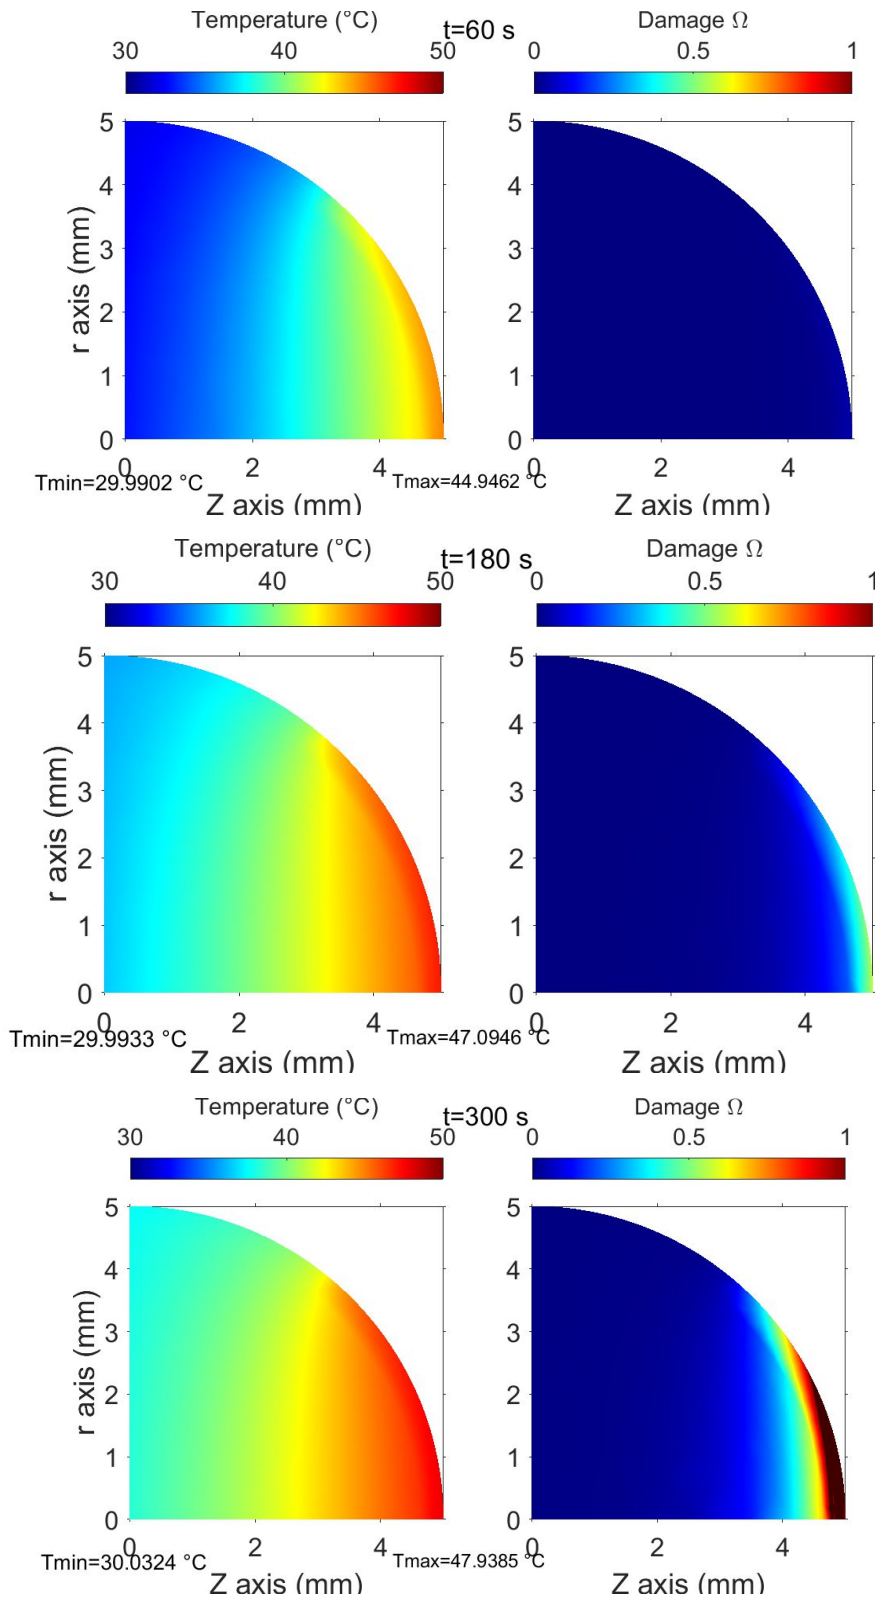 Temperature (°C) t=60 s Damage Ω
30 40 50 0 0.5 1
5 5
4 4
3 3
2 2
1 1
0 0
r axis (mm)
0 2 4 0 2 4
Tmin=29.9902 °C Tmax=44.9462 °C
Z axis (mm) Z axis (mm)
Temperature (°C) t=180 s Damage Ω
30 40 50 0 0.5 1
5 5
4 4
3 3
2 2
1 1
0 0
r axis (mm)
0 2 4 0 2 4
Tmin=29.9933 °C Tmax=47.0946 °C
Z axis (mm) Z axis (mm)
Temperature (°C) t=300 s Damage Ω
30 40 50 0 0.5 1
5 5
4 4
3 3
2 2
1 1
0 0
r axis (mm)
0 2 4 0 2 4
Tmin=30.0324 °C Tmax=47.9385 °C
Z axis (mm) Z axis (mm)